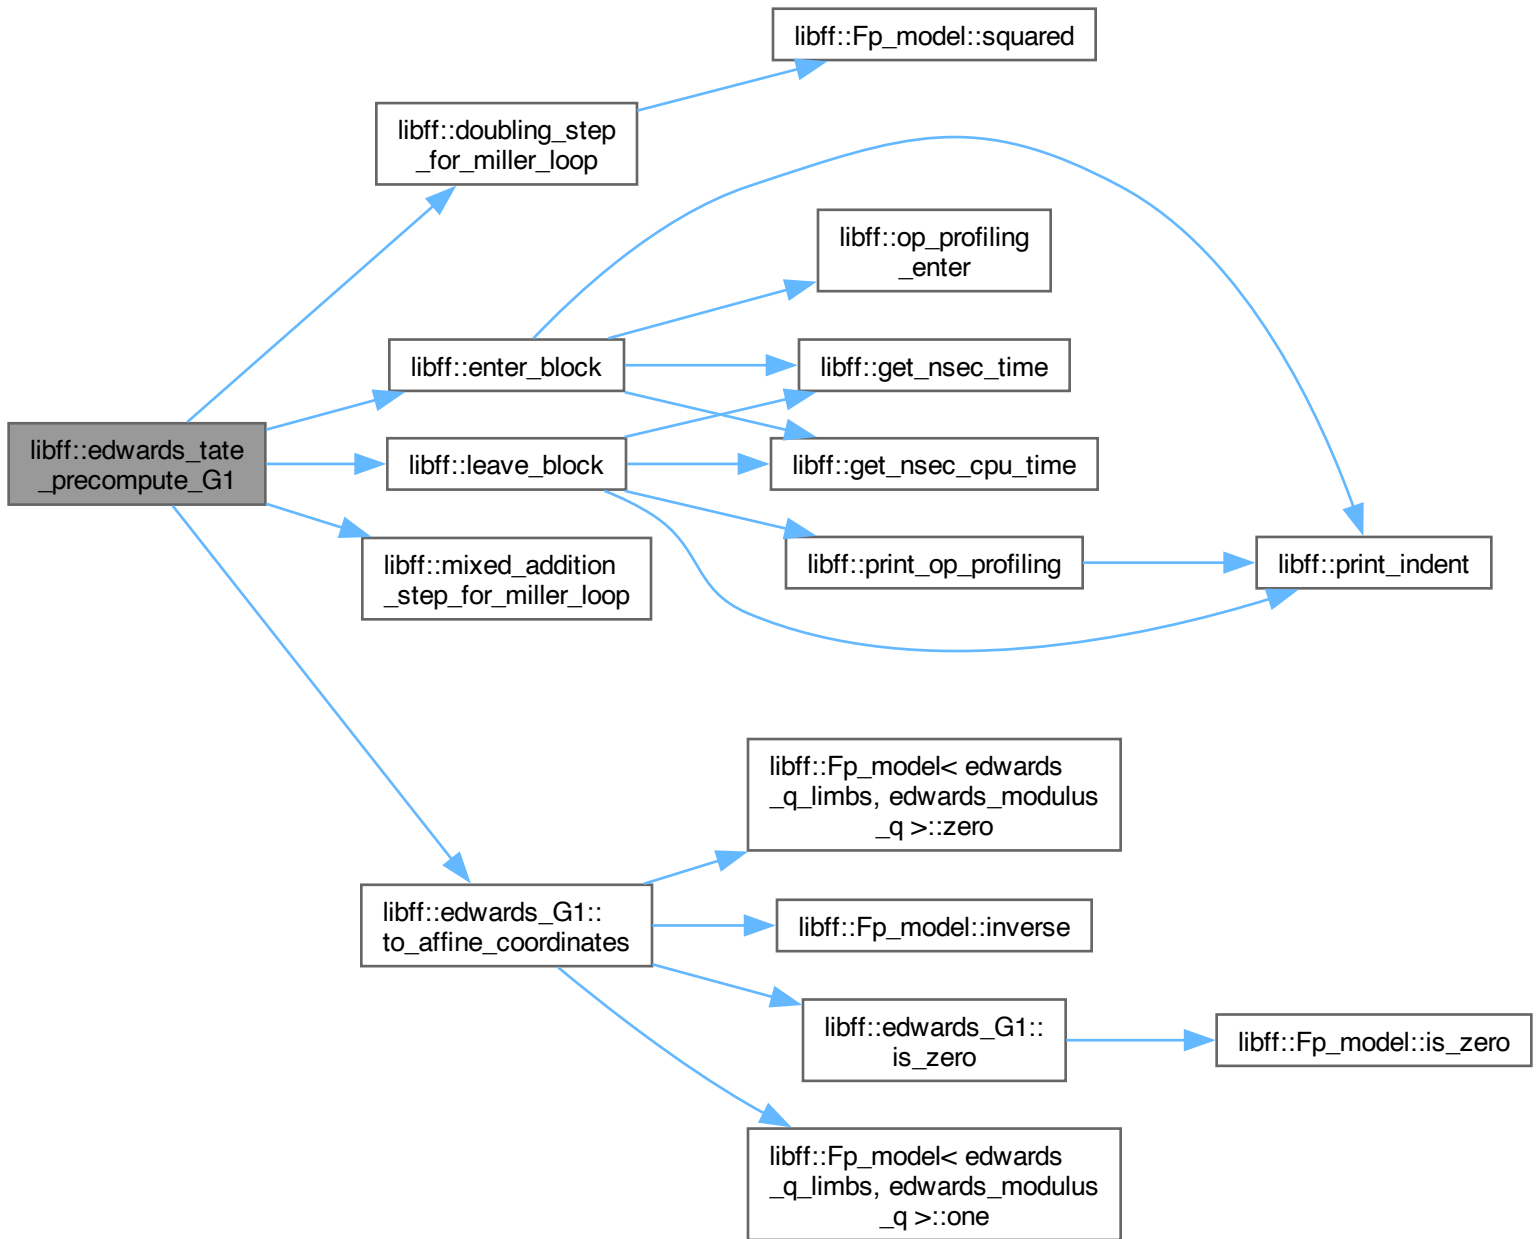 libff::Fp_model::squared
libff::doubling_step
_for_miller_loop
libff::op_profiling
_enter
libff::enter_block
libff::get_nsec_time
libff::edwards_tate
_precompute_G1
libff::leave_block
libff::get_nsec_cpu_time
libff::mixed_addition
_step_for_miller_loop
libff::print_op_profiling
libff::print_indent
libff::Fp_model< edwards
_q_limbs, edwards_modulus
_q >::zero
libff::edwards_G1::
to_affine_coordinates
libff::Fp_model::inverse
libff::edwards_G1::
is_zero
libff::Fp_model::is_zero
libff::Fp_model< edwards
_q_limbs, edwards_modulus
_q >::one